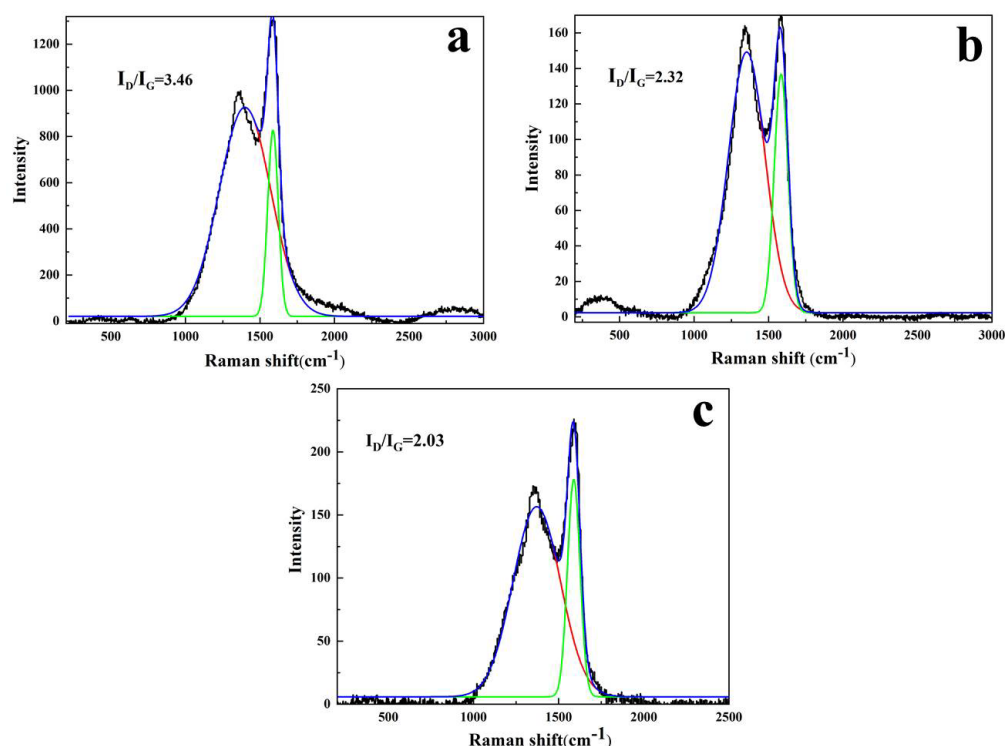 a
I_D/I_G=3.46
1200
1000
800
600
400
200
0
Intensity
500 1000 1500 2000 2500 3000
Raman shift(cm⁻¹)
b
I_D/I_G=2.32
160
140
120
100
80
60
40
20
0
Intensity
500 1000 1500 2000 2500 3000
Raman shift (cm⁻¹)
c
I_D/I_G=2.03
250
200
150
100
50
0
Intensity
500 1000 1500 2000 2500
Raman shift(cm⁻¹)